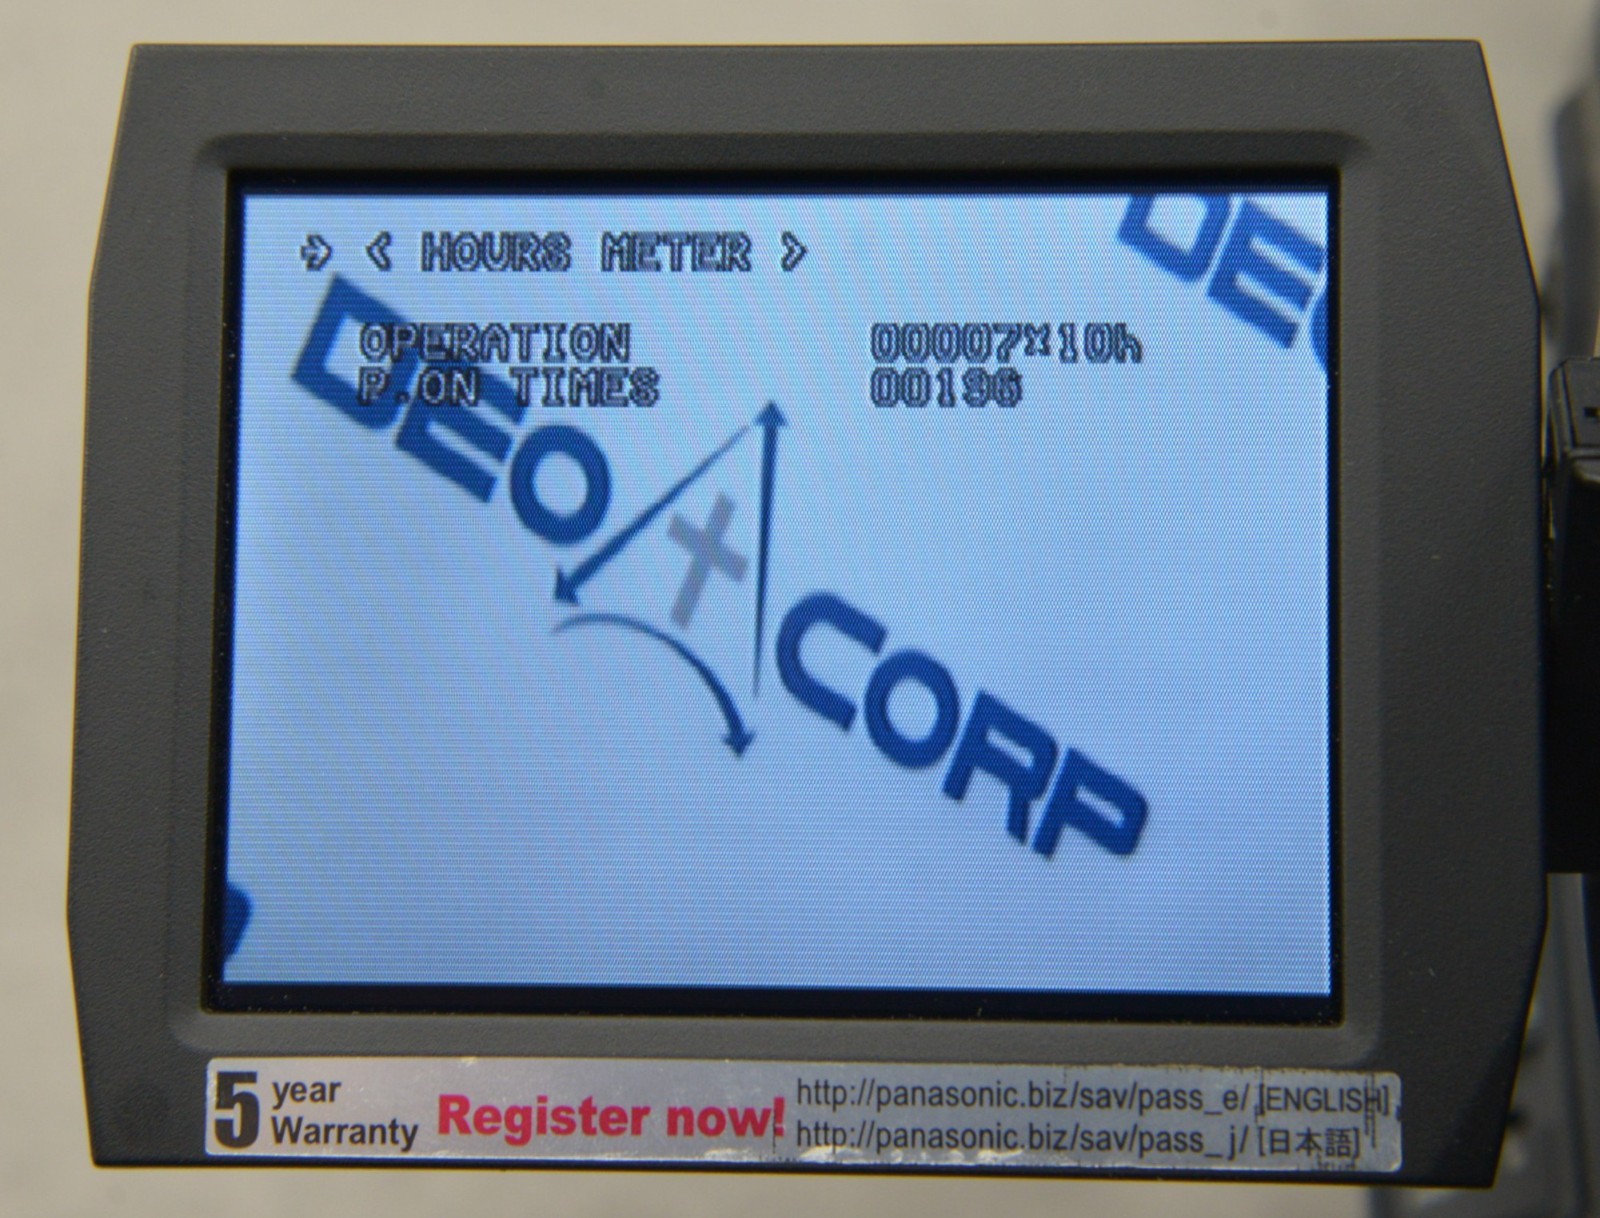 → < HOURS METER >
OPERATION 00007×10h
P.ON TIMES 00196
DEO
CORP
DEO
5 year Warranty
Register now!
http://panasonic.biz/sav/pass_e/ [ENGLISH]
http://panasonic.biz/sav/pass_j/ [日本語]